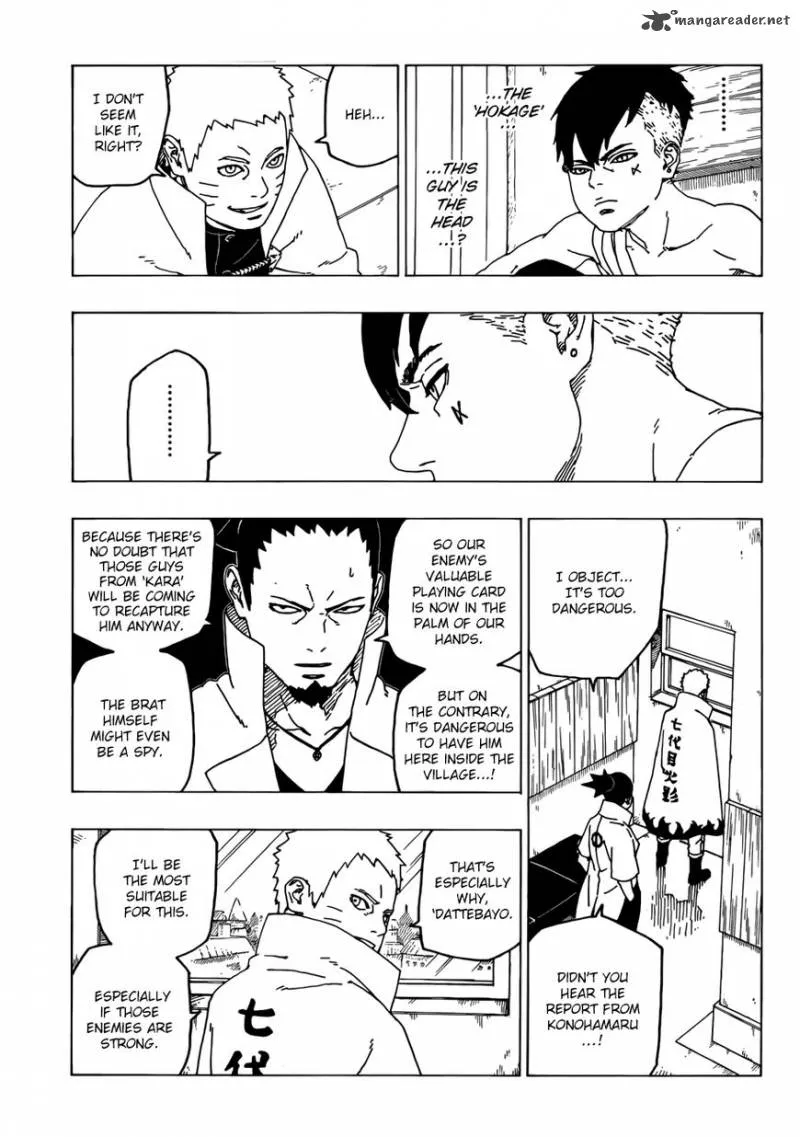 mangareader.net
.......
...THE
'HOKAGE'
...THIS
GUY IS
THE
HEAD
...?
HEH...
I DON'T
SEEM
LIKE IT,
RIGHT?
K
........
K
I OBJECT...
IT'S TOO
DANGEROUS.
七代目火影
DIDN'T YOU
HEAR THE
REPORT FROM
KONOHAMARU
...!
SO OUR
ENEMY'S
VALUABLE
PLAYING CARD
IS NOW IN THE
PALM OF OUR
HANDS.
BUT ON
THE
CONTRARY,
IT'S DANGEROUS
TO HAVE HIM
HERE INSIDE
THE
VILLAGE...!
BECAUSE THERE'S
NO DOUBT THAT
THOSE GUYS
FROM 'KARA'
WILL BE COMING
TO RECAPTURE
HIM ANYWAY.
THE BRAT
HIMSELF
MIGHT EVEN
BE A SPY.
THAT'S
ESPECIALLY
WHY,
'DATTEBAYO.
I'LL BE
THE MOST
SUITABLE
FOR THIS.
ESPECIALLY
IF THOSE
ENEMIES ARE
STRONG.
七代